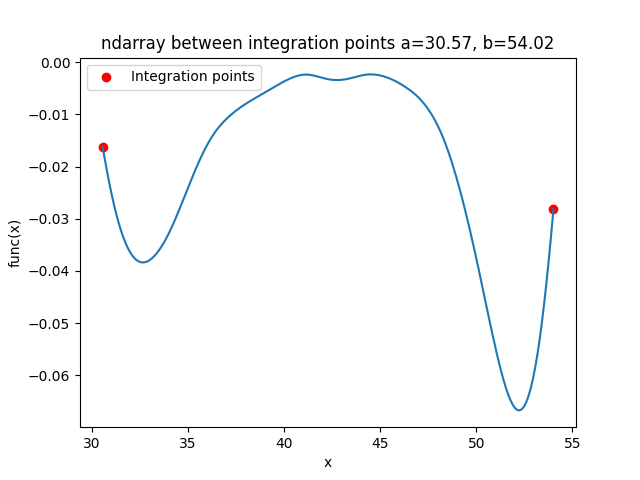 ndarray between integration points a=30.57, b=54.02
Integration points
0.00
−0.01
−0.02
−0.03
−0.04
−0.05
−0.06
func(x)
30 35 40 45 50 55
x